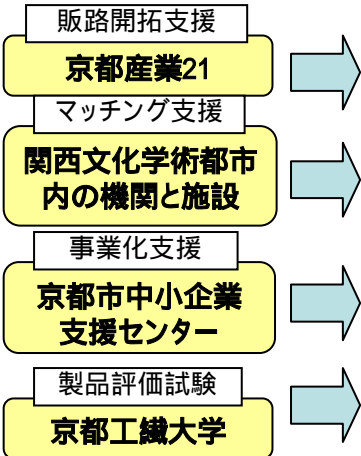 販路開拓支援
京都産業21
マッチング支援
関西文化学術都市
内の機関と施設
事業化支援
京都市中小企業
支援センター
製品評価試験
京都工繊大学